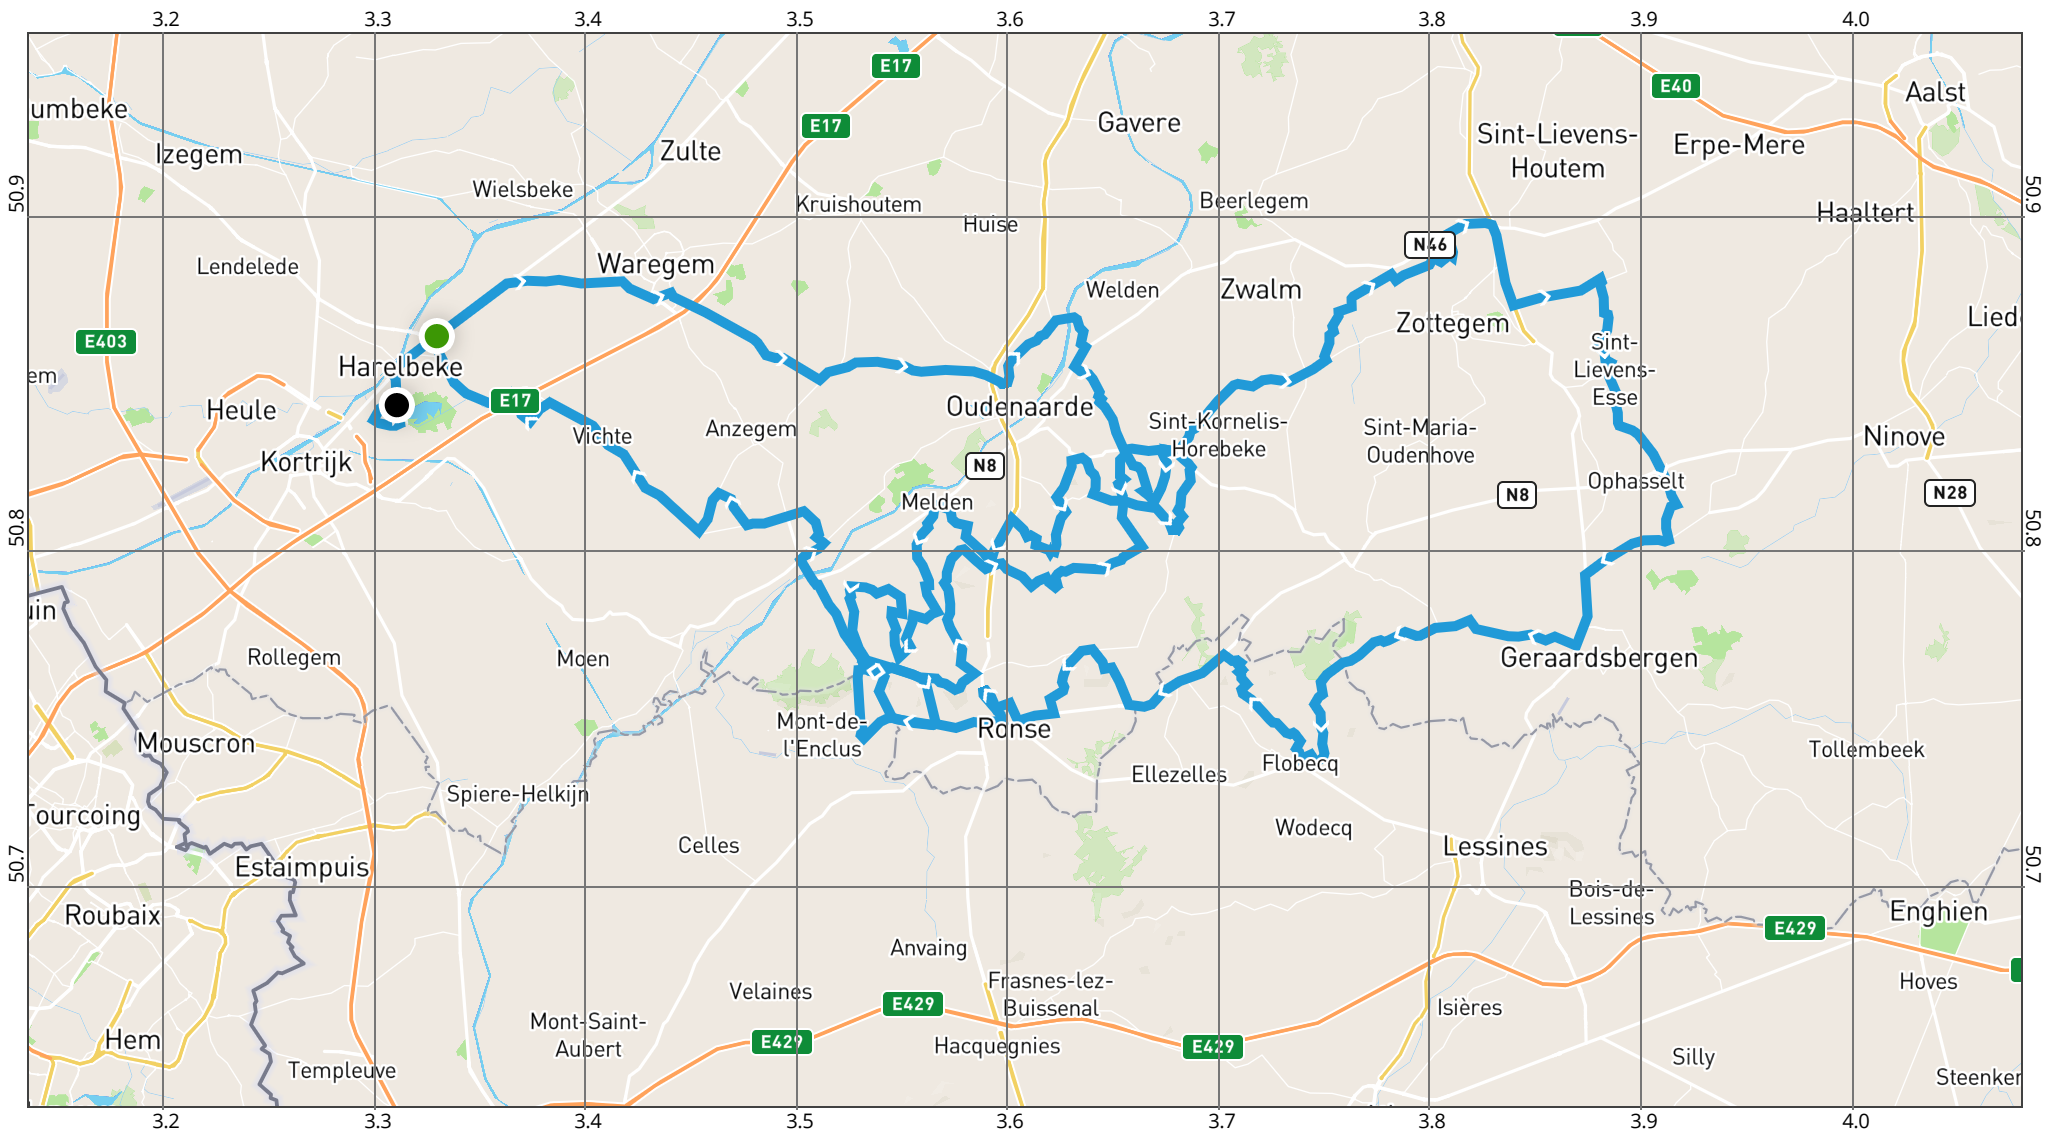 3.2 3.3 3.4 3.5 3.6 3.7 3.8 3.9 4.0
E17
E40
Aalst
umbeke
E17
Gavere
Sint-Lievens-
Houtem
Erpe-Mere
Izegem
Zulte
50.9
Wielsbeke
Kruishoutem
Beerlegem
50.9
Huise
Haaltert
N46
Lendelede
Waregem
Welden
Zwalm
Zottegem
Lied
E403
Sint-
Lievens-
Esse
Harelbeke
em
E17
Heule
Oudenaarde
Vichte
Anzegem
Sint-Kornelis-
Horebeke
Sint-Maria-
Oudenhove
Ninove
Kortrijk
N8
Ophasselt
N8
N28
Melden
50.8
50.8
uin
Rollegem
Moen
Geraardsbergen
Mont-de-
l'Enclus
Ronse
Mouscron
Tollembeek
Ellezelles
Flobecq
Spiere-Helkijn
Tourcoing
Wodecq
Celles
Lessines
50.7
50.7
Estaimpuis
Bois-de-
Lessines
Roubaix
Enghien
E429
Anvaing
Velaines
Frasnes-lez-
Buissenal
Hoves
E429
Isières
Mont-Saint-
Aubert
Hem
E429
Hacquegnies
E429
Silly
Templeuve
Steenker
3.2 3.3 3.4 3.5 3.6 3.7 3.8 3.9 4.0